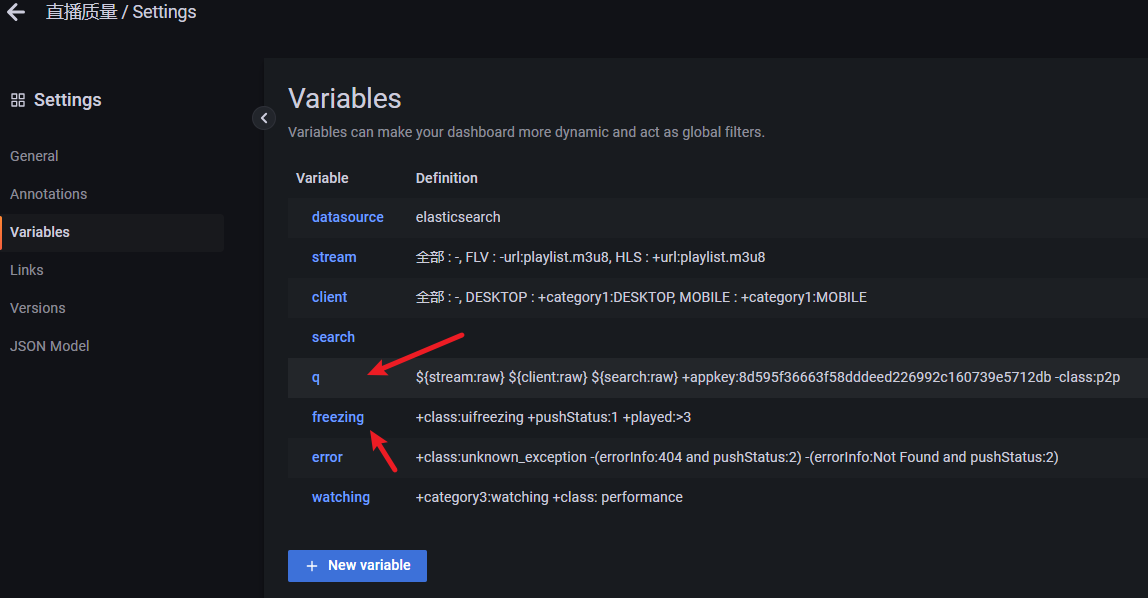 直播质量 / Settings
Settings
General
Annotations
Variables
Links
Versions
JSON Model
Variables
Variables can make your dashboard more dynamic and act as global filters.
Variable Definition
datasource elasticsearch
stream 全部 : -, FLV : -url:playlist.m3u8, HLS : +url:playlist.m3u8
client 全部 : -, DESKTOP : +category1:DESKTOP, MOBILE : +category1:MOBILE
search
q ${stream:raw} ${client:raw} ${search:raw} +appkey:8d595f36663f58dddeed226992c160739e5712db -class:p2p
freezing +class:uifreezing +pushStatus:1 +played:>3
error +class:unknown_exception -(errorInfo:404 and pushStatus:2) -(errorInfo:Not Found and pushStatus:2)
watching +category3:watching +class: performance
+ New variable